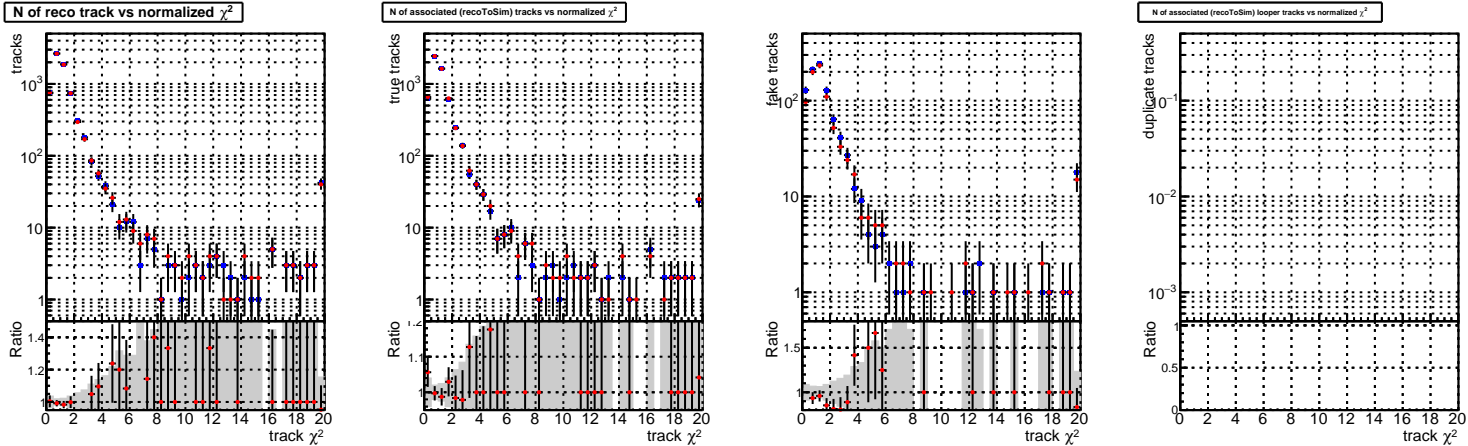 N of reco track vs normalized χ²
tracks
10³
10²
10
1
Ratio
1.4
1.2
1
0 2 4 6 8 10 12 14 16 18 20
track χ²
N of associated (recoToSim) tracks vs normalized χ²
true tracks
10³
10²
10
1
Ratio
1.2
1.1
1
0 2 4 6 8 10 12 14 16 18 20
track χ²
fake tracks
10²
10
1
Ratio
1.5
1
0 2 4 6 8 10 12 14 16 18 20
track χ²
N of associated (recoToSim) looper tracks vs normalized χ²
duplicate tracks
10⁻¹
10⁻²
10⁻³
Ratio
1
0.5
0
0 2 4 6 8 10 12 14 16 18 20
track χ²